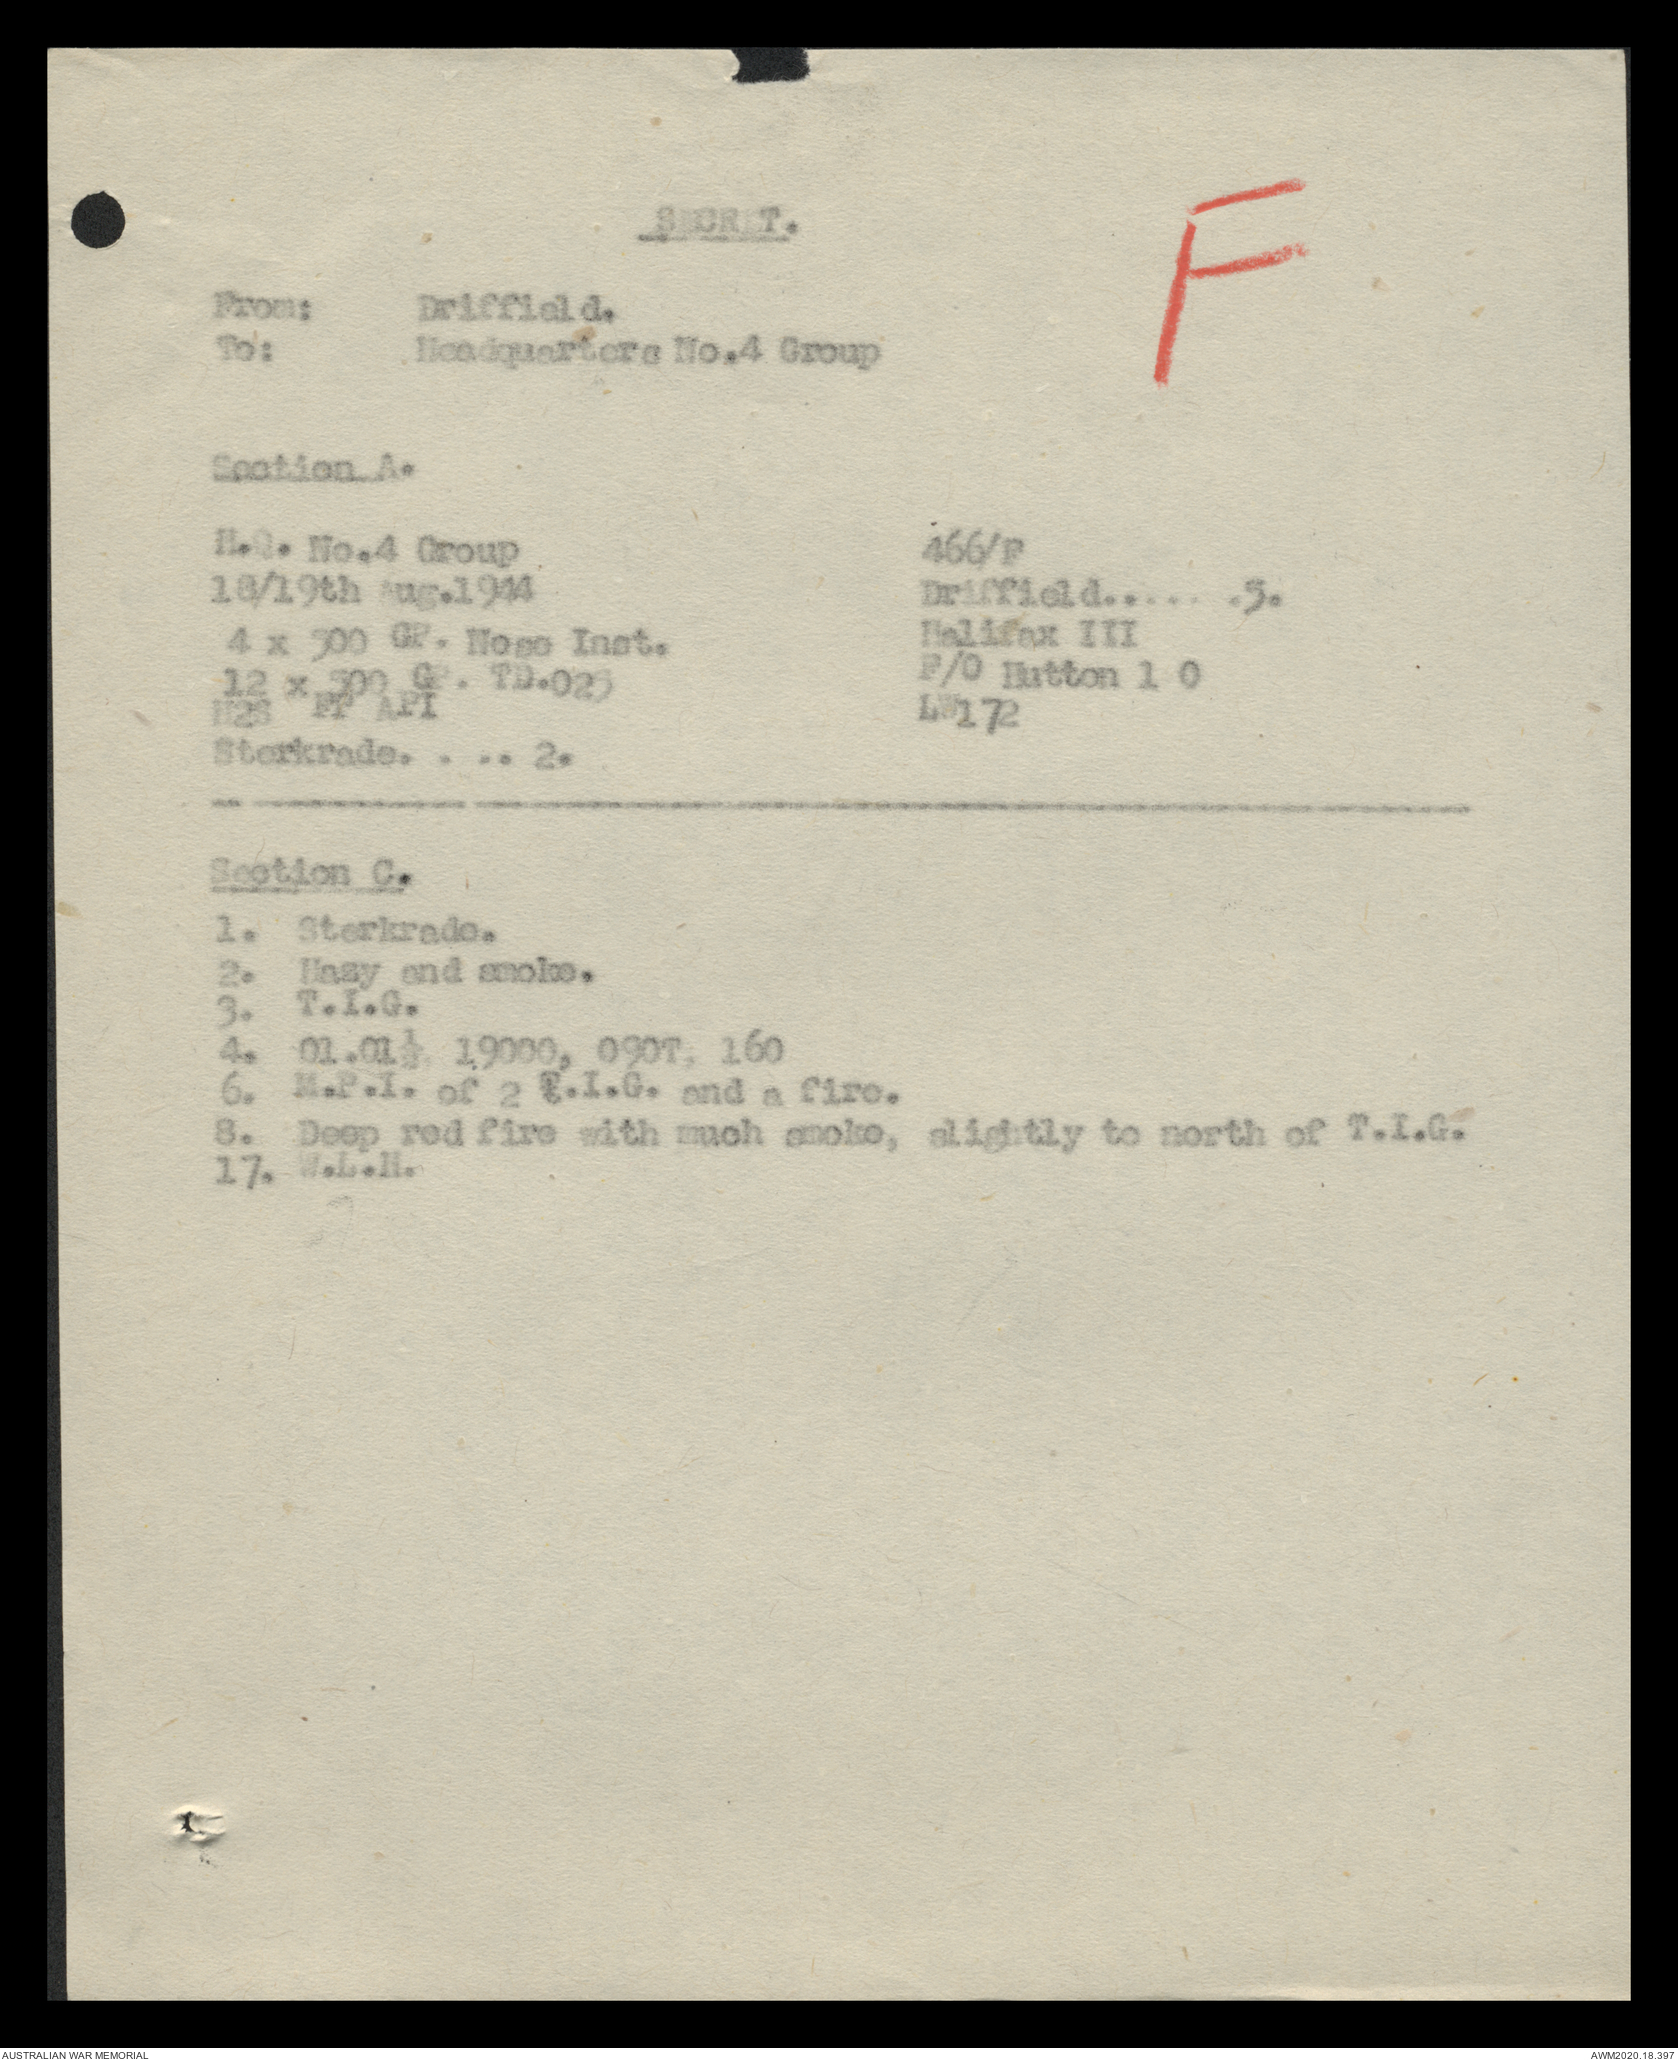 SECRET.
F
From: Driffield.
To: Headquarters No.4 Group
Section A.
H.Q. No.4 Group 466/F
18/19th Aug.1944 Driffield....... .5.
4 x 500 GP. Nose Inst. Halifax III
12 x 500 GP. TD.025 F/O Hutton 1 0
H2S FP API LW172
Sterkrade. . ... 2.
Section C.
1. Sterkrade.
2. Hazy and smoke.
3. T.I.G.
4. 01.01½ 19000, 090T, 160
6. M.P.I. of 2 T.I.G. and a fire.
8. Deep red fire with much smoke, slightly to north of T.I.G.
17. W.L.H.
AUSTRALIAN WAR MEMORIAL AWM2020.18.397